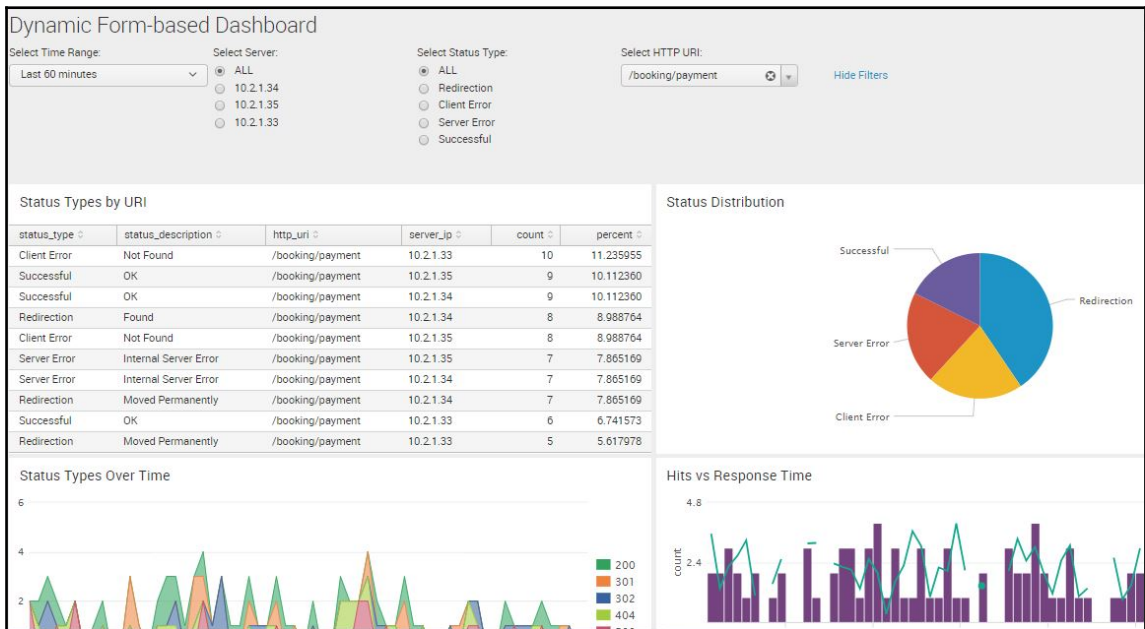 Dynamic Form-based Dashboard
Select Time Range: Select Server: Select Status Type: Select HTTP URI:
Last 60 minutes ALL ALL /booking/payment Hide Filters
10.2.1.34 Redirection
10.2.1.35 Client Error
10.2.1.33 Server Error
Successful
Status Types by URI
status_type status_description http_uri server_ip count percent
Client Error Not Found /booking/payment 10.2.1.33 10 11.235955
Successful OK /booking/payment 10.2.1.35 9 10.112360
Successful OK /booking/payment 10.2.1.34 9 10.112360
Redirection Found /booking/payment 10.2.1.34 8 8.988764
Client Error Not Found /booking/payment 10.2.1.35 8 8.988764
Server Error Internal Server Error /booking/payment 10.2.1.35 7 7.865169
Server Error Internal Server Error /booking/payment 10.2.1.34 7 7.865169
Redirection Moved Permanently /booking/payment 10.2.1.34 7 7.865169
Successful OK /booking/payment 10.2.1.33 6 6.741573
Redirection Moved Permanently /booking/payment 10.2.1.33 5 5.617978
Status Distribution
Successful
Redirection
Server Error
Client Error
Status Types Over Time
6
4
2
200
301
302
404
Hits vs Response Time
4.8
2.4
count